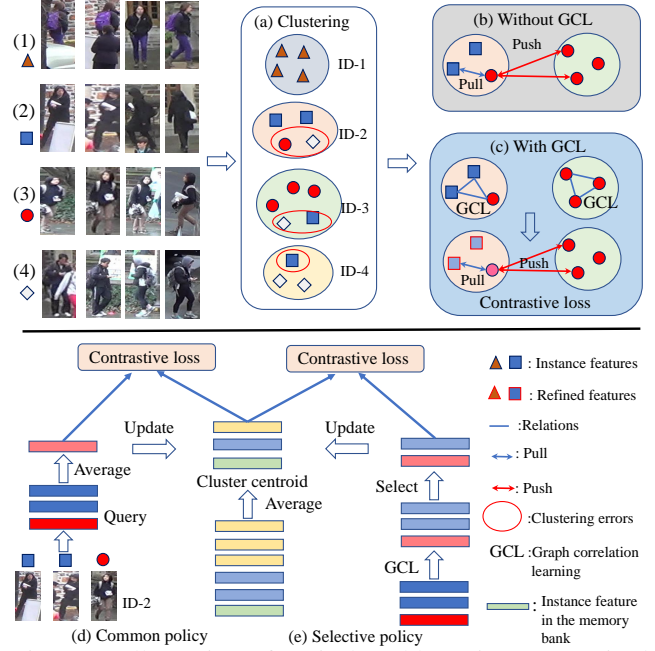 (1)
(2)
(3)
(4)
(a) Clustering
ID-1
ID-2
ID-3
ID-4
(b) Without GCL
Push
Pull
(c) With GCL
GCL
GCL
Push
Pull
Contrastive loss
Contrastive loss
Contrastive loss
Update
Update
Average
Query
ID-2
Cluster centroid
Average
Select
GCL
(d) Common policy
(e) Selective policy
: Instance features
: Refined features
:Relations
: Pull
: Push
:Clustering errors
GCL :Graph correlation
learning
: Instance feature
in the memory
bank